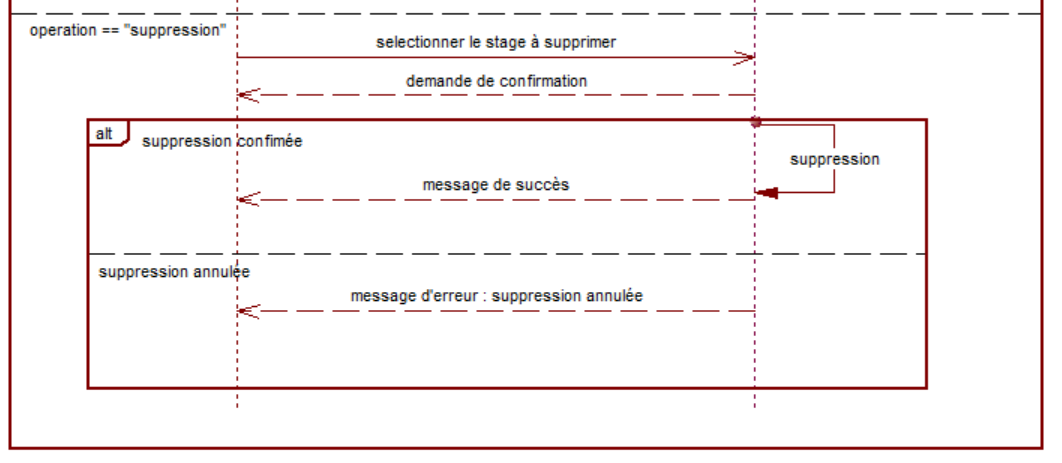 operation == "suppression"
selectionner le stage à supprimer
demande de confirmation
alt
suppression confimée
suppression
message de succès
suppression annulée
message d'erreur : suppression annulée